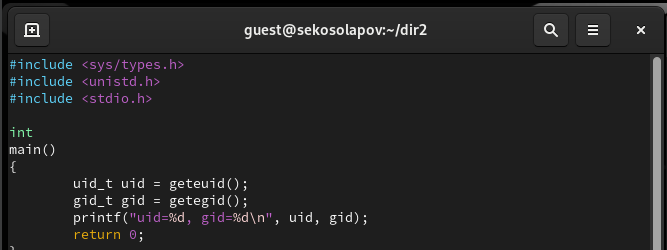 guest@sekosolapov:~/dir2
#include <sys/types.h>
#include <unistd.h>
#include <stdio.h>
int
main()
{
uid_t uid = geteuid();
gid_t gid = getegid();
printf("uid=%d, gid=%d\n", uid, gid);
return 0;
}